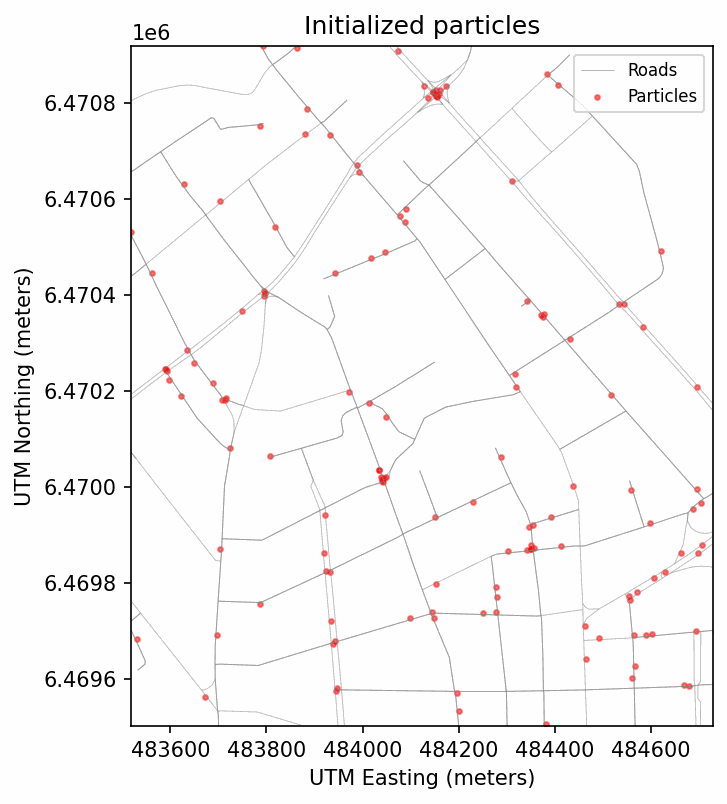 Initialized particles
1e6
Roads
Particles
6.4708
6.4706
6.4704
6.4702
6.4700
6.4698
6.4696
UTM Northing (meters)
483600 483800 484000 484200 484400 484600
UTM Easting (meters)